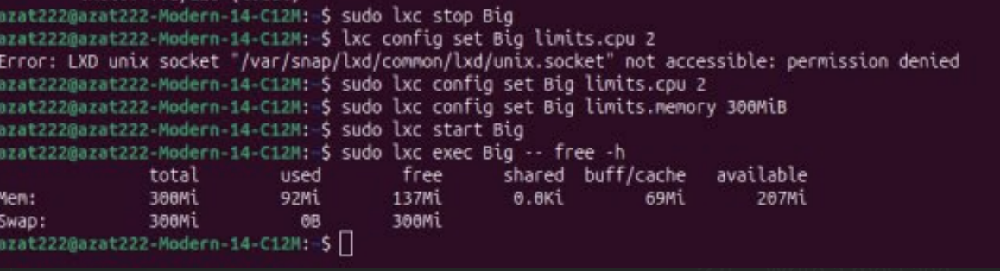 azat222@azat222-Modern-14-C12M:~$ sudo lxc stop Big
azat222@azat222-Modern-14-C12M:~$ lxc config set Big limits.cpu 2
Error: LXD unix socket "/var/snap/lxd/common/lxd/unix.socket" not accessible: permission denied
azat222@azat222-Modern-14-C12M:~$ sudo lxc config set Big limits.cpu 2
azat222@azat222-Modern-14-C12M:~$ sudo lxc config set Big limits.memory 300MiB
azat222@azat222-Modern-14-C12M:~$ sudo lxc start Big
azat222@azat222-Modern-14-C12M:~$ sudo lxc exec Big -- free -h
total used free shared buff/cache available
Mem: 300Mi 92Mi 137Mi 0.0Ki 69Mi 207Mi
Swap: 300Mi 0B 300Mi
azat222@azat222-Modern-14-C12M:~$